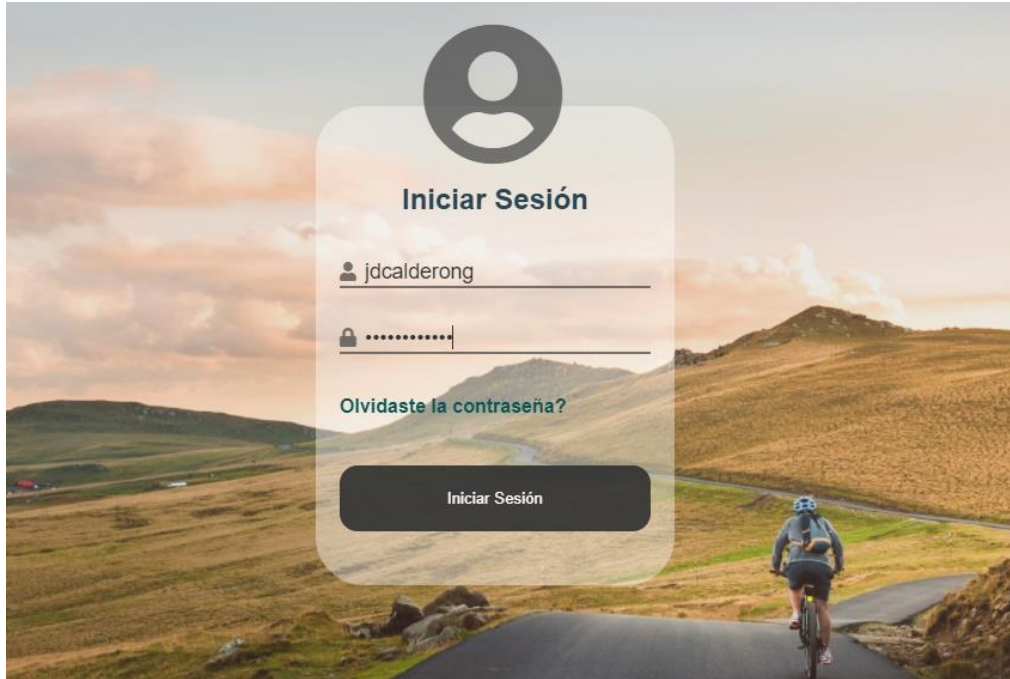 Iniciar Sesión
jdcalderong
••••••••••••
Olvidaste la contraseña?
Iniciar Sesión